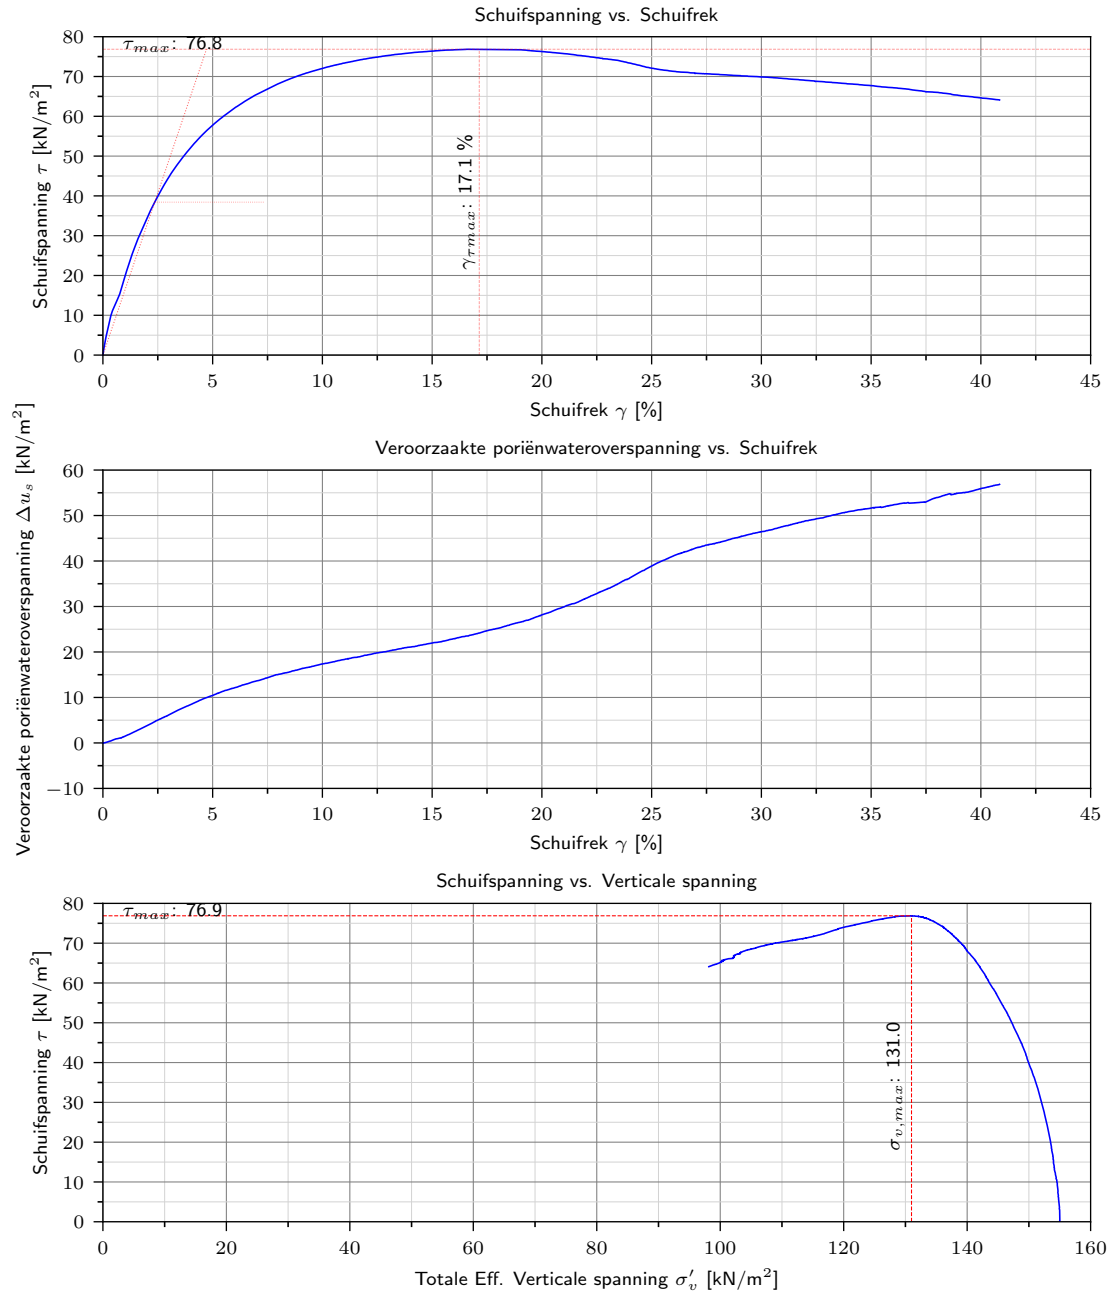 Schuifspanning vs. Schuifrek
τmax: 76.8
γτmax: 17.1 %
Schuifspanning τ [kN/m²]
80
70
60
50
40
30
20
10
0
0 5 10 15 20 25 30 35 40 45
Schuifrek γ [%]
Veroorzaakte poriënwateroverspanning vs. Schuifrek
Veroorzaakte poriënwateroverspanning Δus [kN/m²]
60
50
40
30
20
10
0
−10
0 5 10 15 20 25 30 35 40 45
Schuifrek γ [%]
Schuifspanning vs. Verticale spanning
τmax: 76.9
σv,max: 131.0
Schuifspanning τ [kN/m²]
80
70
60
50
40
30
20
10
0
0 20 40 60 80 100 120 140 160
Totale Eff. Verticale spanning σ′v [kN/m²]